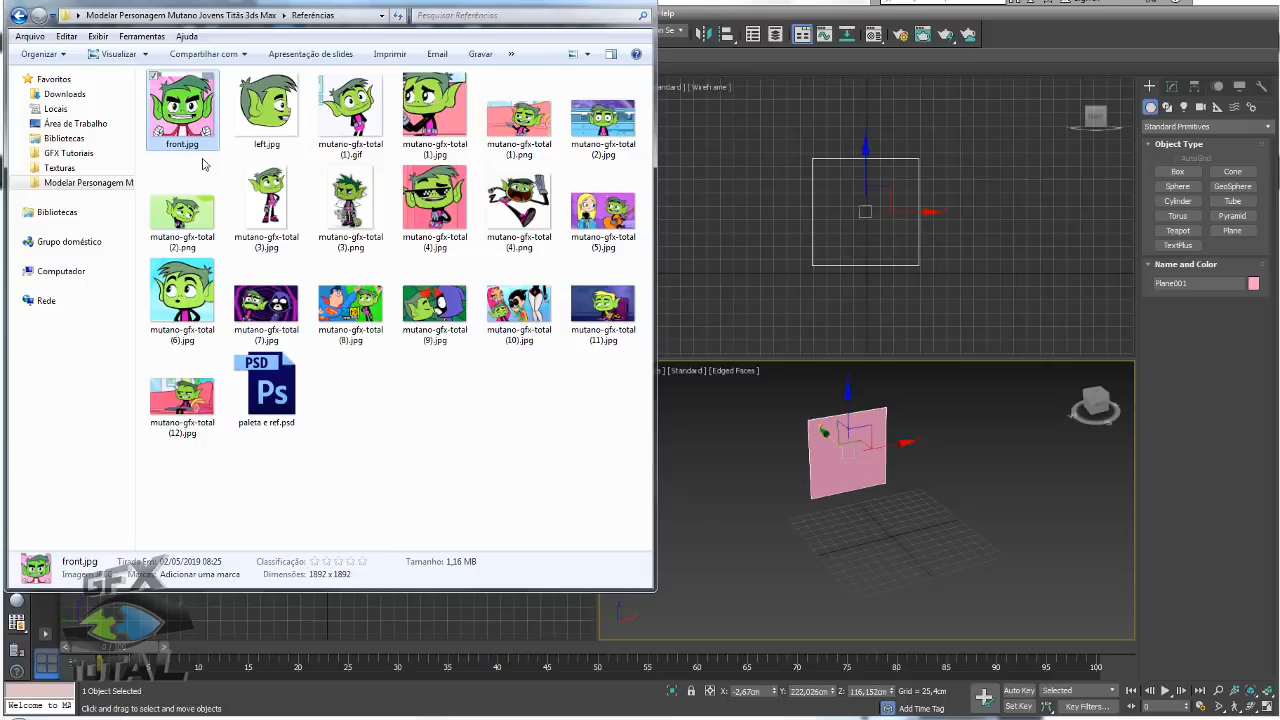 Modelar Personagem Mutano Jovens Titãs 3ds Max ▸ Referências
Pesquisar Referências
Arquivo Editar Exibir Ferramentas Ajuda
Organizar Visualizar Compartilhar com Apresentação de slides Imprimir Email Gravar »
Favoritos
Downloads
Locais
Área de Trabalho
Bibliotecas
GFX Tutoriais
Texturas
Modelar Personagem M
Bibliotecas
Grupo doméstico
Computador
Rede
front.jpg
left.jpg
mutano-gfx-total
(1).gif
mutano-gfx-total
(1).jpg
mutano-gfx-total
(1).png
mutano-gfx-total
(2).jpg
mutano-gfx-total
(2).png
mutano-gfx-total
(3).jpg
mutano-gfx-total
(3).png
mutano-gfx-total
(4).jpg
mutano-gfx-total
(4).png
mutano-gfx-total
(5).jpg
mutano-gfx-total
(6).jpg
mutano-gfx-total
(7).jpg
mutano-gfx-total
(8).jpg
mutano-gfx-total
(9).jpg
mutano-gfx-total
(10).jpg
mutano-gfx-total
(11).jpg
mutano-gfx-total
(12).jpg
PSD
Ps
paleta e ref.psd
front.jpg Tirada Em: 02/05/2019 08:25 Classificação: Tamanho: 1,16 MB
Imagem JPEG Marcas: Adicionar uma marca Dimensões: 1892 x 1892
GFX
TOTAL
Help
[Wireframe ]
[Standard ] [Edged Faces ]
Standard Primitives
Object Type
AutoGrid
Box Cone
Sphere GeoSphere
Cylinder Tube
Torus Pyramid
Teapot Plane
TextPlus
Name and Color
Plane001
0 / 100
10 15 20 25 30 35 40 45 50 55 60 65 70 75 80 85 90 95 100
1 Object Selected
X: -2,67cm Y: 222,026cm Z: 116,152cm Grid = 25,4cm
Auto Key Selected
Welcome to MA
Click and drag to select and move objects
Add Time Tag
Set Key
Key Filters...
0